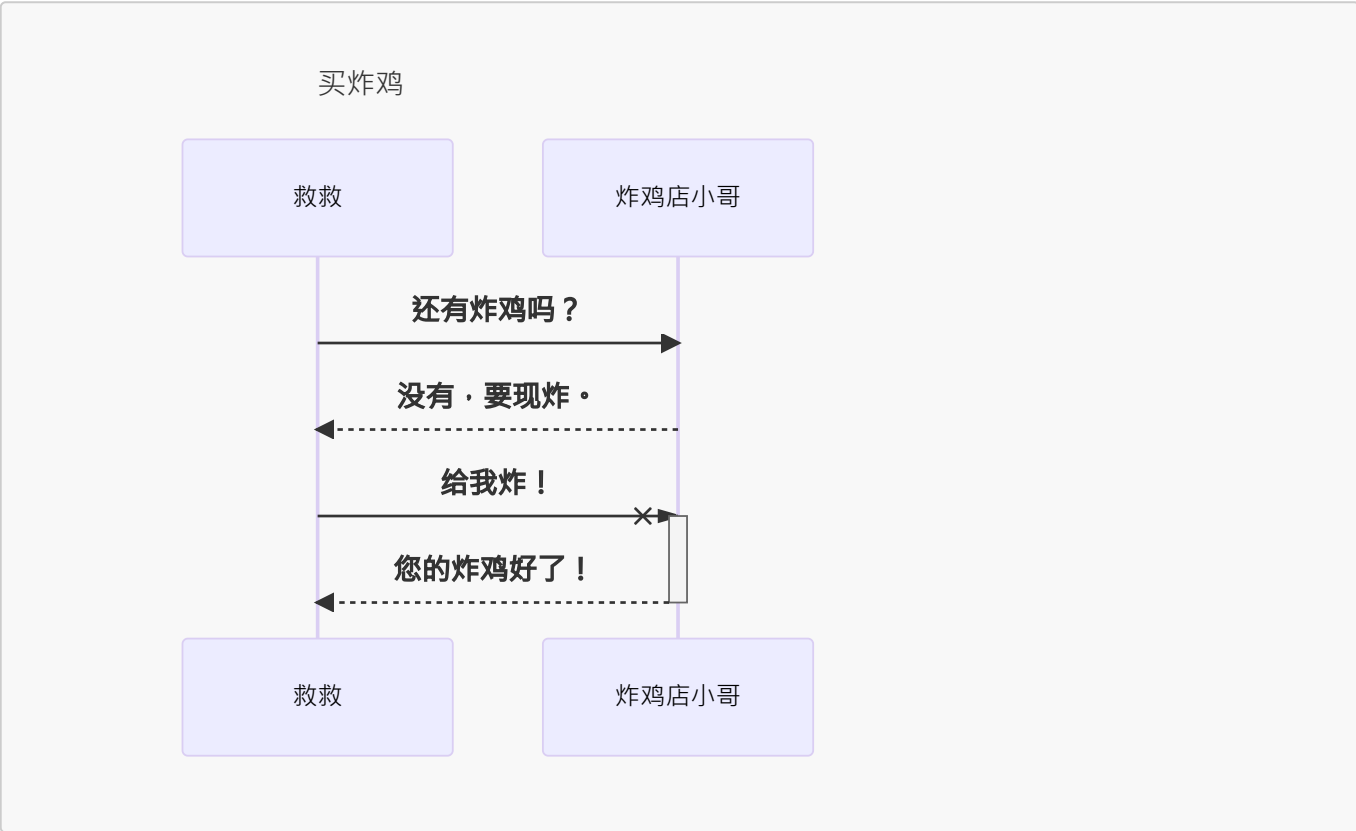 买炸鸡
救救
炸鸡店小哥
还有炸鸡吗？
没有，要现炸。
给我炸！
您的炸鸡好了！
救救
炸鸡店小哥